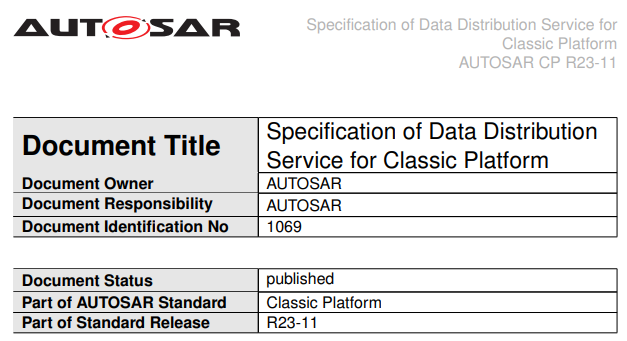 AUTOSAR
Specification of Data Distribution Service for
Classic Platform
AUTOSAR CP R23-11
Document Title
Specification of Data Distribution
Service for Classic Platform
Document Owner
AUTOSAR
Document Responsibility
AUTOSAR
Document Identification No
1069
Document Status
published
Part of AUTOSAR Standard
Classic Platform
Part of Standard Release
R23-11